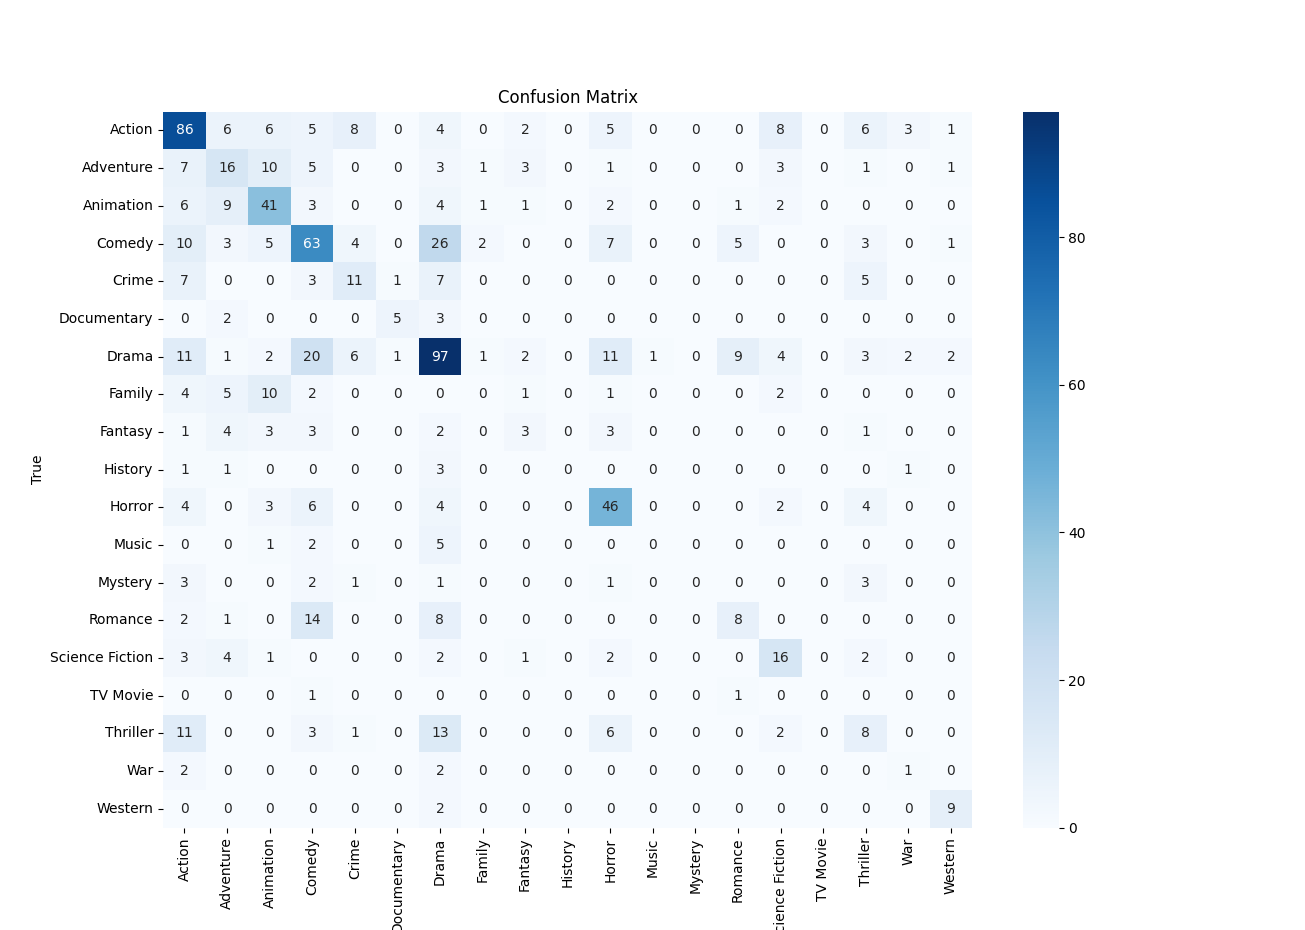 Confusion Matrix
Action 86 6 6 5 8 0 4 0 2 0 5 0 0 0 8 0 6 3 1
Adventure 7 16 10 5 0 0 3 1 3 0 1 0 0 0 3 0 1 0 1
Animation 6 9 41 3 0 0 4 1 1 0 2 0 0 1 2 0 0 0 0
Comedy 10 3 5 63 4 0 26 2 0 0 7 0 0 5 0 0 3 0 1
Crime 7 0 0 3 11 1 7 0 0 0 0 0 0 0 0 0 5 0 0
Documentary 0 2 0 0 0 5 3 0 0 0 0 0 0 0 0 0 0 0 0
Drama 11 1 2 20 6 1 97 1 2 0 11 1 0 9 4 0 3 2 2
Family 4 5 10 2 0 0 0 0 1 0 1 0 0 0 2 0 0 0 0
Fantasy 1 4 3 3 0 0 2 0 3 0 3 0 0 0 0 0 1 0 0
History 1 1 0 0 0 0 3 0 0 0 0 0 0 0 0 0 0 1 0
Horror 4 0 3 6 0 0 4 0 0 0 46 0 0 0 2 0 4 0 0
Music 0 0 1 2 0 0 5 0 0 0 0 0 0 0 0 0 0 0 0
Mystery 3 0 0 2 1 0 1 0 0 0 1 0 0 0 0 0 3 0 0
Romance 2 1 0 14 0 0 8 0 0 0 0 0 0 8 0 0 0 0 0
Science Fiction 3 4 1 0 0 0 2 0 1 0 2 0 0 0 16 0 2 0 0
TV Movie 0 0 0 1 0 0 0 0 0 0 0 0 0 1 0 0 0 0 0
Thriller 11 0 0 3 1 0 13 0 0 0 6 0 0 0 2 0 8 0 0
War 2 0 0 0 0 0 2 0 0 0 0 0 0 0 0 0 0 1 0
Western 0 0 0 0 0 0 2 0 0 0 0 0 0 0 0 0 0 0 9
True
Action
Adventure
Animation
Comedy
Crime
Documentary
Drama
Family
Fantasy
History
Horror
Music
Mystery
Romance
cience Fiction
TV Movie
Thriller
War
Western
80
60
40
20
0